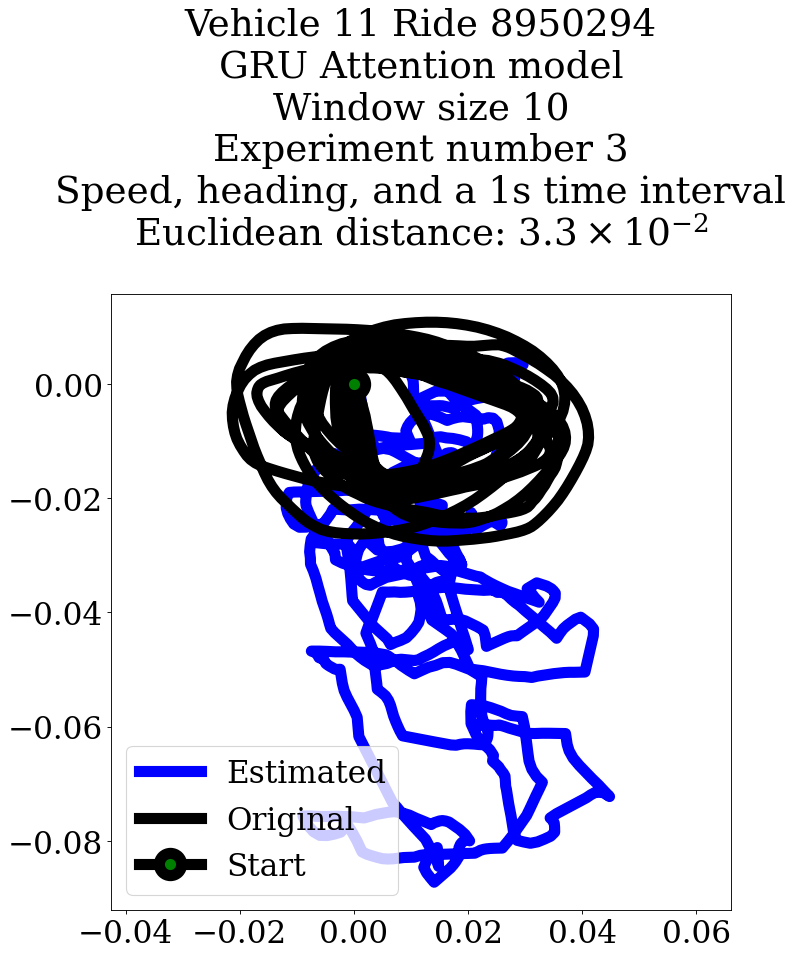 Vehicle 11 Ride 8950294
GRU Attention model
Window size 10
Experiment number 3
Speed, heading, and a 1s time interval
Euclidean distance: 3.3 × 10⁻²
0.00
−0.02
−0.04
−0.06
−0.08
Estimated
Original
Start
−0.04 −0.02 0.00 0.02 0.04 0.06